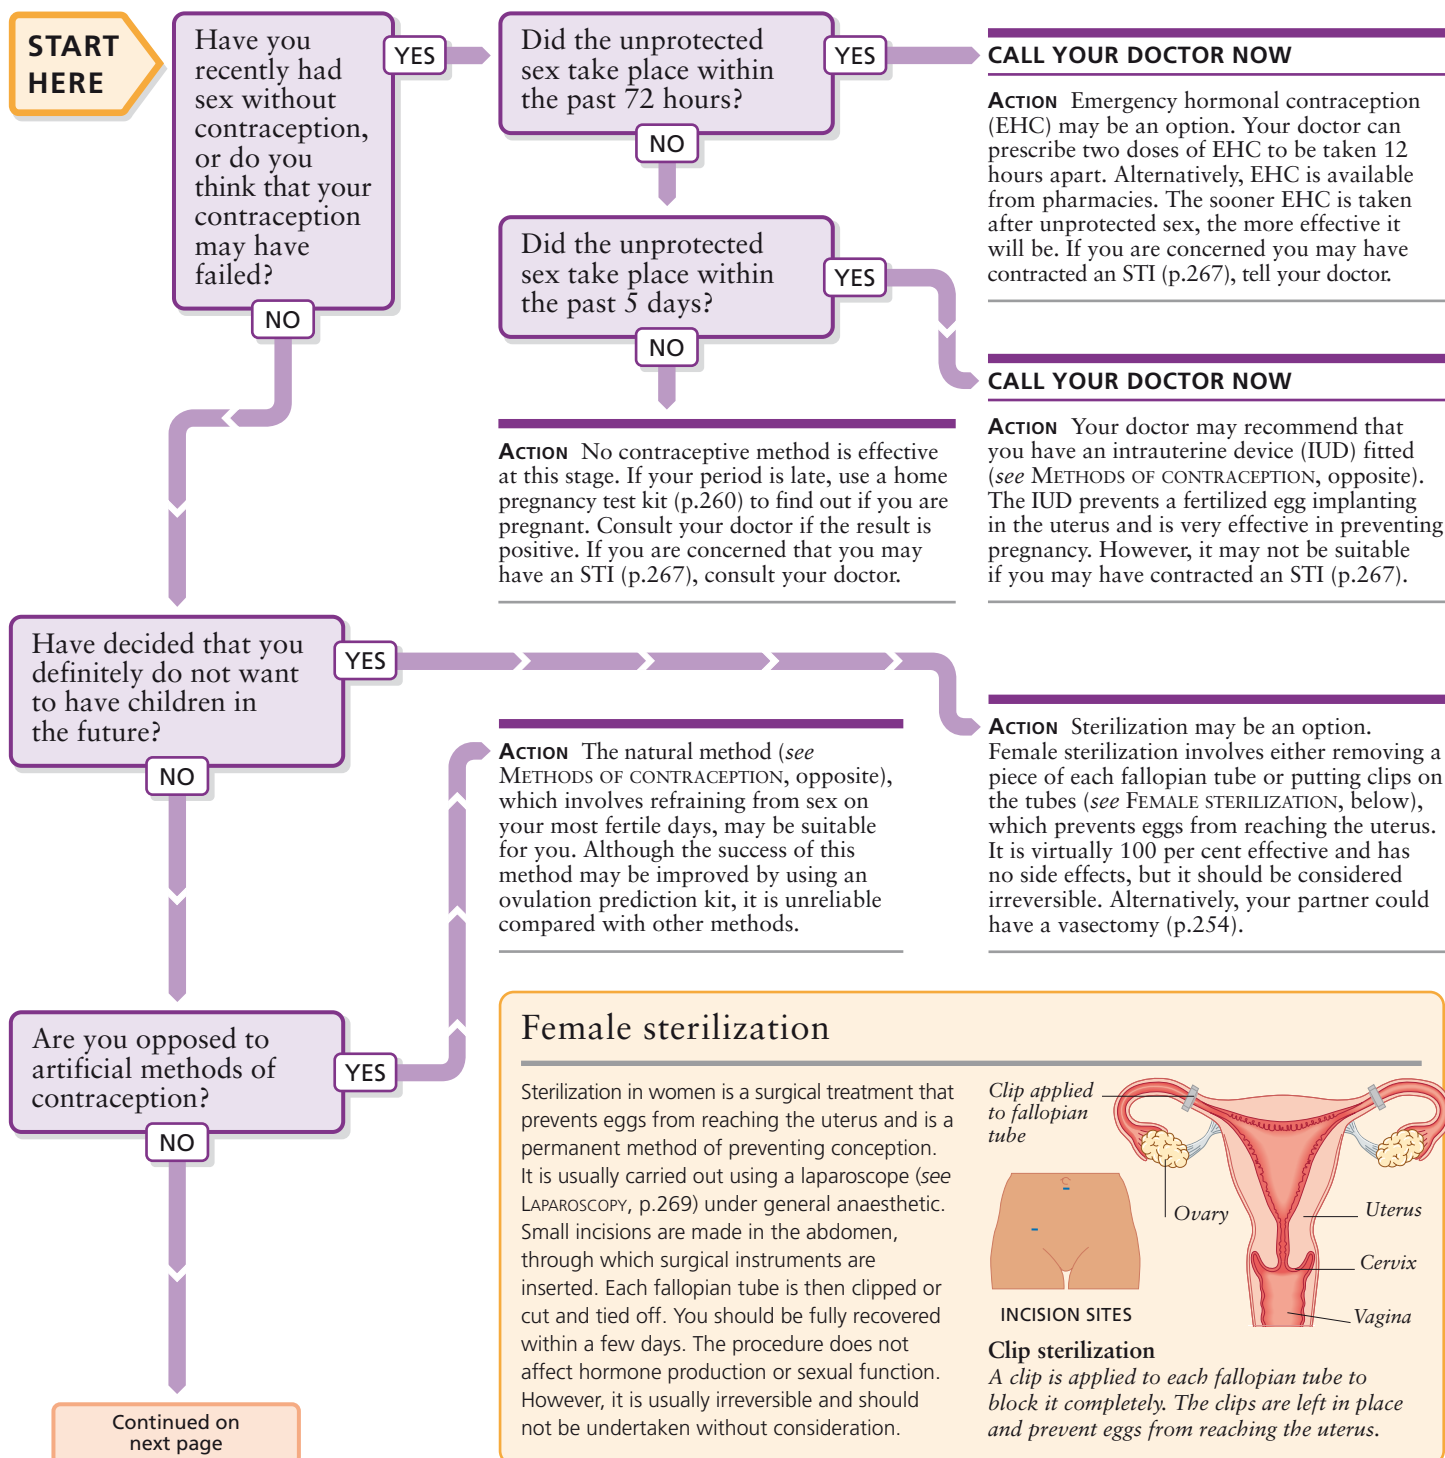 START
HERE
Have you
recently had
sex without
contraception,
or do you
think that your
contraception
may have
failed?
YES
NO
Did the unprotected
sex take place within
the past 72 hours?
YES
NO
CALL YOUR DOCTOR NOW
ACTION Emergency hormonal contraception
(EHC) may be an option. Your doctor can
prescribe two doses of EHC to be taken 12
hours apart. Alternatively, EHC is available
from pharmacies. The sooner EHC is taken
after unprotected sex, the more effective it
will be. If you are concerned you may have
contracted an STI (p.267), tell your doctor.
Did the unprotected
sex take place within
the past 5 days?
YES
NO
CALL YOUR DOCTOR NOW
ACTION Your doctor may recommend that
you have an intrauterine device (IUD) fitted
(see METHODS OF CONTRACEPTION, opposite).
The IUD prevents a fertilized egg implanting
in the uterus and is very effective in preventing
pregnancy. However, it may not be suitable
if you may have contracted an STI (p.267).
ACTION No contraceptive method is effective
at this stage. If your period is late, use a home
pregnancy test kit (p.260) to find out if you are
pregnant. Consult your doctor if the result is
positive. If you are concerned that you may
have an STI (p.267), consult your doctor.
Have decided that you
definitely do not want
to have children in
the future?
YES
NO
ACTION Sterilization may be an option.
Female sterilization involves either removing a
piece of each fallopian tube or putting clips on
the tubes (see FEMALE STERILIZATION, below),
which prevents eggs from reaching the uterus.
It is virtually 100 per cent effective and has
no side effects, but it should be considered
irreversible. Alternatively, your partner could
have a vasectomy (p.254).
ACTION The natural method (see
METHODS OF CONTRACEPTION, opposite),
which involves refraining from sex on
your most fertile days, may be suitable
for you. Although the success of this
method may be improved by using an
ovulation prediction kit, it is unreliable
compared with other methods.
Are you opposed to
artificial methods of
contraception?
YES
NO
Continued on
next page
Female sterilization
Sterilization in women is a surgical treatment that
prevents eggs from reaching the uterus and is a
permanent method of preventing conception.
It is usually carried out using a laparoscope (see
LAPAROSCOPY, p.269) under general anaesthetic.
Small incisions are made in the abdomen,
through which surgical instruments are
inserted. Each fallopian tube is then clipped or
cut and tied off. You should be fully recovered
within a few days. The procedure does not
affect hormone production or sexual function.
However, it is usually irreversible and should
not be undertaken without consideration.
Clip applied
to fallopian
tube
Ovary
Uterus
Cervix
Vagina
INCISION SITES
Clip sterilization
A clip is applied to each fallopian tube to
block it completely. The clips are left in place
and prevent eggs from reaching the uterus.